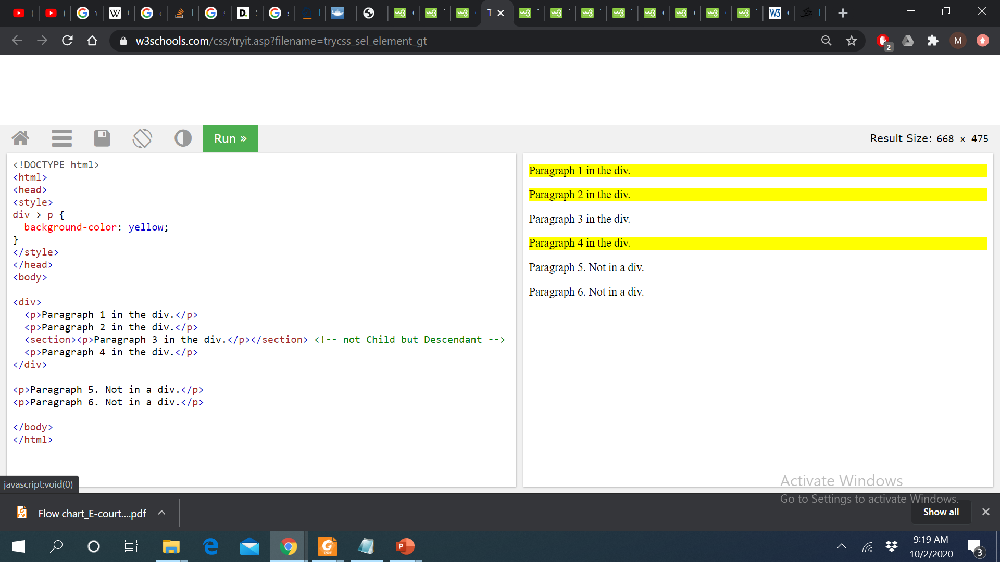 w3schools.com/css/tryit.asp?filename=trycss_sel_element_gt
2
M
Run »
Result Size: 668 x 475
<!DOCTYPE html>
<html>
<head>
<style>
div > p {
  background-color: yellow;
}
</style>
</head>
<body>
<div>
  <p>Paragraph 1 in the div.</p>
  <p>Paragraph 2 in the div.</p>
  <section><p>Paragraph 3 in the div.</p></section> <!-- not Child but Descendant -->
  <p>Paragraph 4 in the div.</p>
</div>
<p>Paragraph 5. Not in a div.</p>
<p>Paragraph 6. Not in a div.</p>
</body>
</html>
Paragraph 1 in the div.
Paragraph 2 in the div.
Paragraph 3 in the div.
Paragraph 4 in the div.
Paragraph 5. Not in a div.
Paragraph 6. Not in a div.
Activate Windows
Go to Settings to activate Windows.
javascript:void(0)
Flow chart_E-court....pdf
Show all
9:19 AM
10/2/2020
3